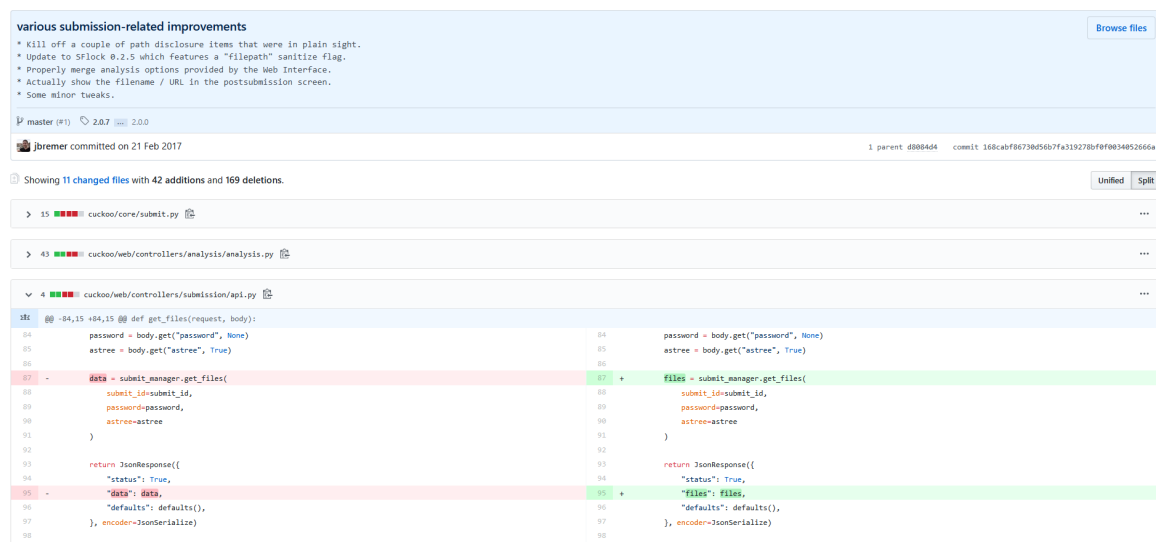 various submission-related improvements
Browse files
* Kill off a couple of path disclosure items that were in plain sight.
* Update to SFlock 0.2.5 which features a "filepath" sanitize flag.
* Properly merge analysis options provided by the Web Interface.
* Actually show the filename / URL in the postsubmission screen.
* Some minor tweaks.
master (#1) 2.0.7 ... 2.0.0
jbremer committed on 21 Feb 2017 1 parent d8084d4 commit 168cabf86730d56b7fa319278bf0f0034052666a
Showing 11 changed files with 42 additions and 169 deletions. Unified Split
15 cuckoo/core/submit.py ...
43 cuckoo/web/controllers/analysis/analysis.py ...
4 cuckoo/web/controllers/submission/api.py ...
@@ -84,15 +84,15 @@ def get_files(request, body):
84 password = body.get("password", None) 84 password = body.get("password", None)
85 astree = body.get("astree", True) 85 astree = body.get("astree", True)
86 86
87 - data = submit_manager.get_files( 87 + files = submit_manager.get_files(
88 submit_id=submit_id, 88 submit_id=submit_id,
89 password=password, 89 password=password,
90 astree=astree 90 astree=astree
91 ) 91 )
92 92
93 return JsonResponse({ 93 return JsonResponse({
94 "status": True, 94 "status": True,
95 - "data": data, 95 + "files": files,
96 "defaults": defaults(), 96 "defaults": defaults(),
97 }, encoder=JsonSerialize) 97 }, encoder=JsonSerialize)
98 98